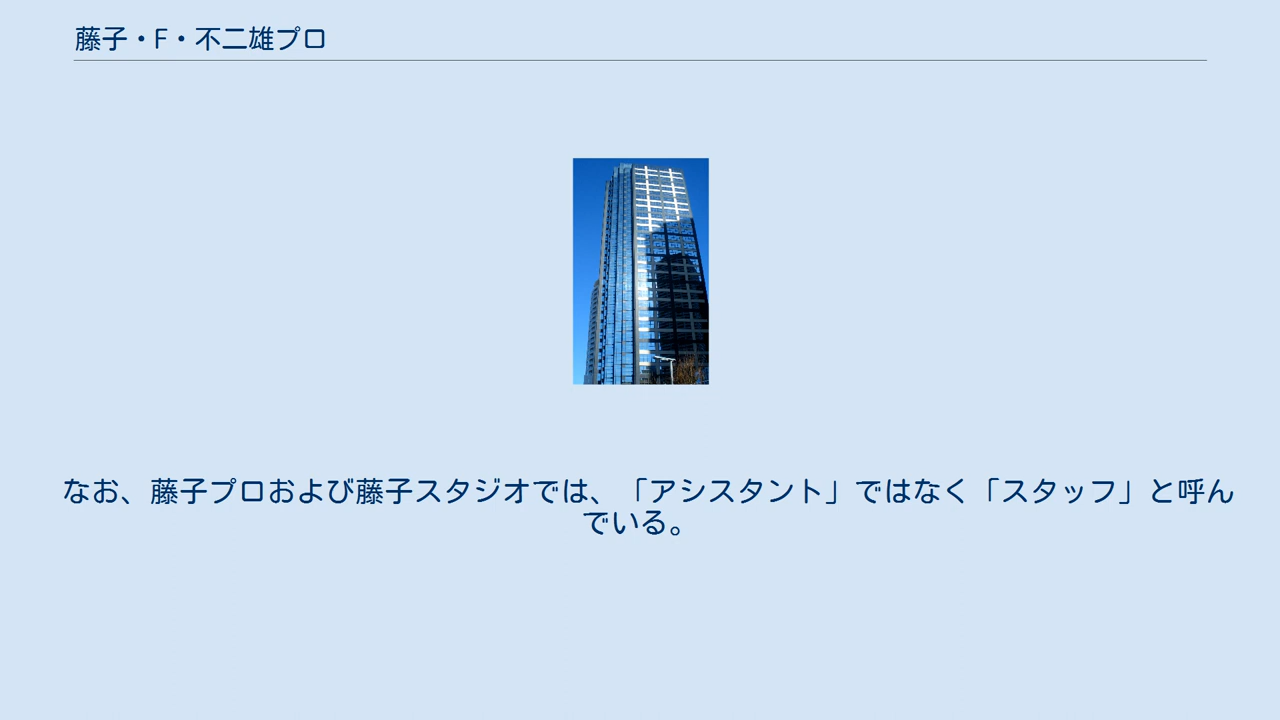 藤子・F・不二雄プロ
なお、藤子プロおよび藤子スタジオでは、「アシスタント」ではなく「スタッフ」と呼ん
でいる。